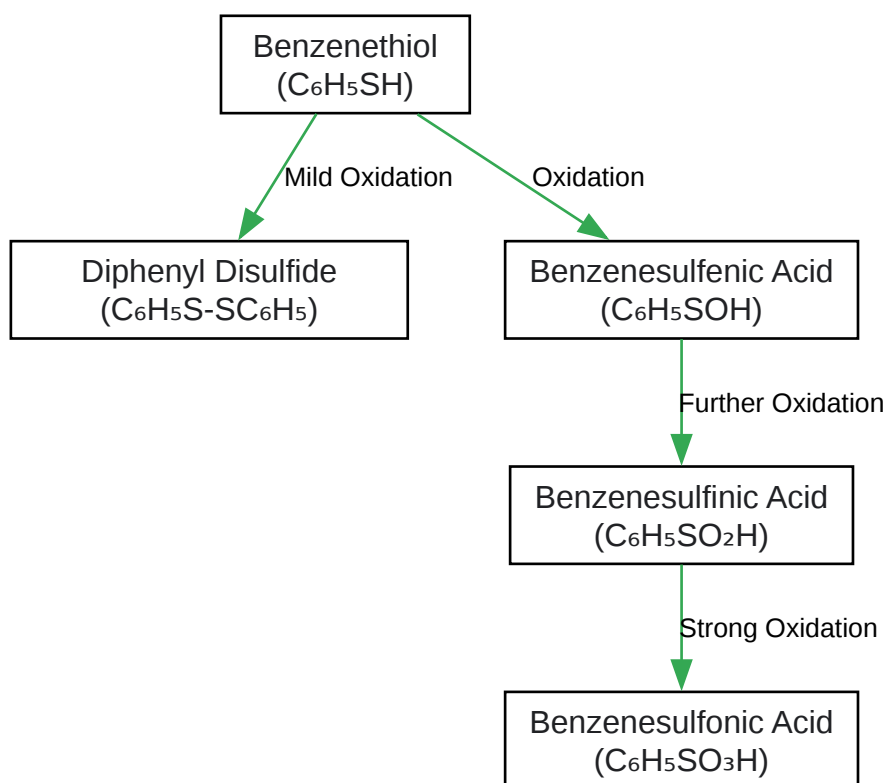 Benzenethiol
(C₆H₅SH)
Mild Oxidation
Oxidation
Diphenyl Disulfide
(C₆H₅S-SC₆H₅)
Benzenesulfenic Acid
(C₆H₅SOH)
Further Oxidation
Benzenesulfinic Acid
(C₆H₅SO₂H)
Strong Oxidation
Benzenesulfonic Acid
(C₆H₅SO₃H)